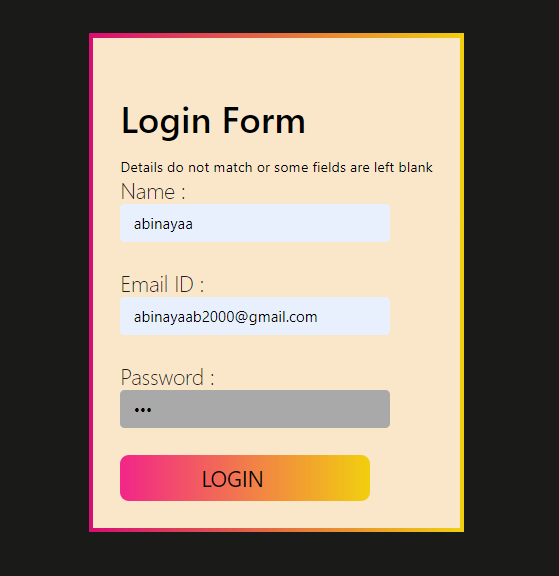 Login Form
Details do not match or some fields are left blank
Name :
abinayaa
Email ID :
abinayaab2000@gmail.com
Password :
•••
LOGIN